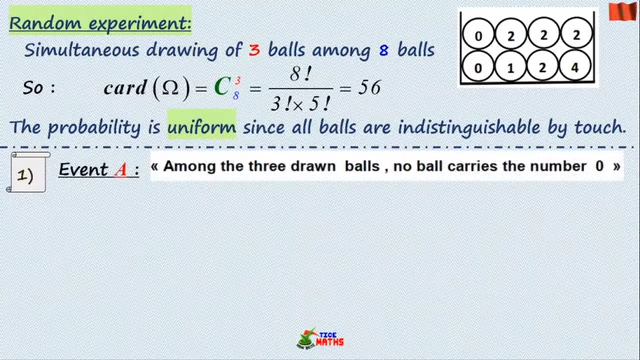 Random experiment:
Simultaneous drawing of 3 balls among 8 balls
0 2 2 2
0 1 2 4
So : card (Ω) = C₈³ = 8! / (3! × 5!) = 56
The probability is uniform since all balls are indistinguishable by touch.
1) Event A : « Among the three drawn balls , no ball carries the number 0 »
TICE
MATHS